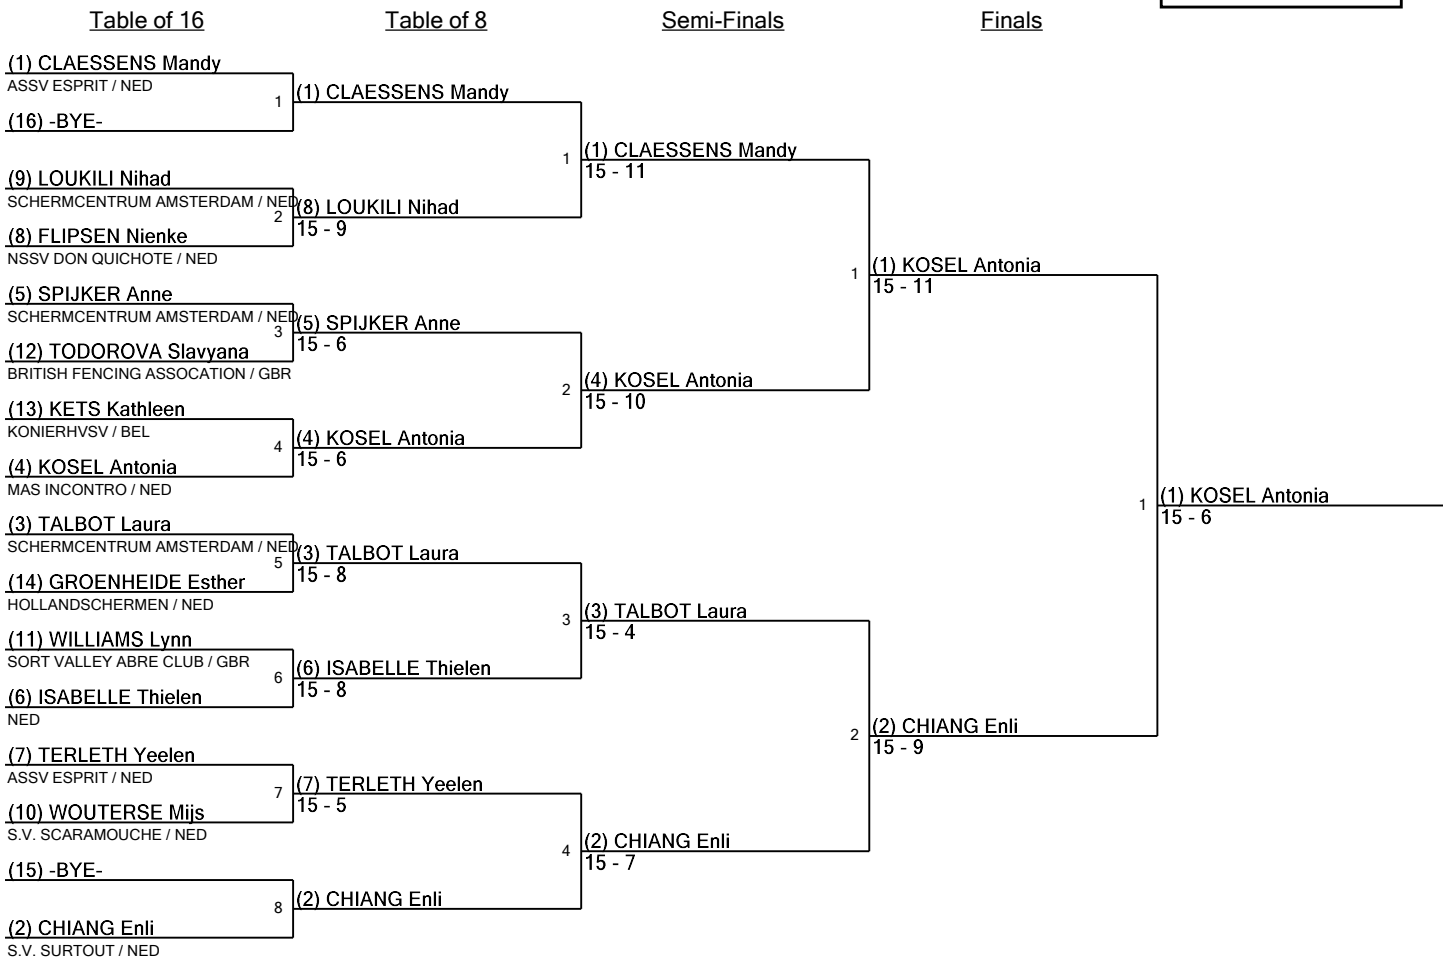 Table of 16
Table of 8
Semi-Finals
Finals
(1) CLAESSENS Mandy
ASSV ESPRIT / NED
(16) -BYE-
(9) LOUKILI Nihad
SCHERMCENTRUM AMSTERDAM / NED
(8) FLIPSEN Nienke
NSSV DON QUICHOTE / NED
(5) SPIJKER Anne
SCHERMCENTRUM AMSTERDAM / NED
(12) TODOROVA Slavyana
BRITISH FENCING ASSOCATION / GBR
(13) KETS Kathleen
KONIERHVSV / BEL
(4) KOSEL Antonia
MAS INCONTRO / NED
(3) TALBOT Laura
SCHERMCENTRUM AMSTERDAM / NED
(14) GROENHEIDE Esther
HOLLANDSCHERMEN / NED
(11) WILLIAMS Lynn
SORT VALLEY ABRE CLUB / GBR
(6) ISABELLE Thielen
NED
(7) TERLETH Yeelen
ASSV ESPRIT / NED
(10) WOUTERSE Mijs
S.V. SCARAMOUCHE / NED
(15) -BYE-
(2) CHIANG Enli
S.V. SURTOUT / NED
1
(1) CLAESSENS Mandy
2
(8) LOUKILI Nihad
15 - 9
3
(5) SPIJKER Anne
15 - 6
4
(4) KOSEL Antonia
15 - 6
5
(3) TALBOT Laura
15 - 8
6
(6) ISABELLE Thielen
15 - 8
7
(7) TERLETH Yeelen
15 - 5
8
(2) CHIANG Enli
1
(1) CLAESSENS Mandy
15 - 11
2
(4) KOSEL Antonia
15 - 10
3
(3) TALBOT Laura
15 - 4
4
(2) CHIANG Enli
15 - 7
1
(1) KOSEL Antonia
15 - 11
2
(2) CHIANG Enli
15 - 9
1
(1) KOSEL Antonia
15 - 6